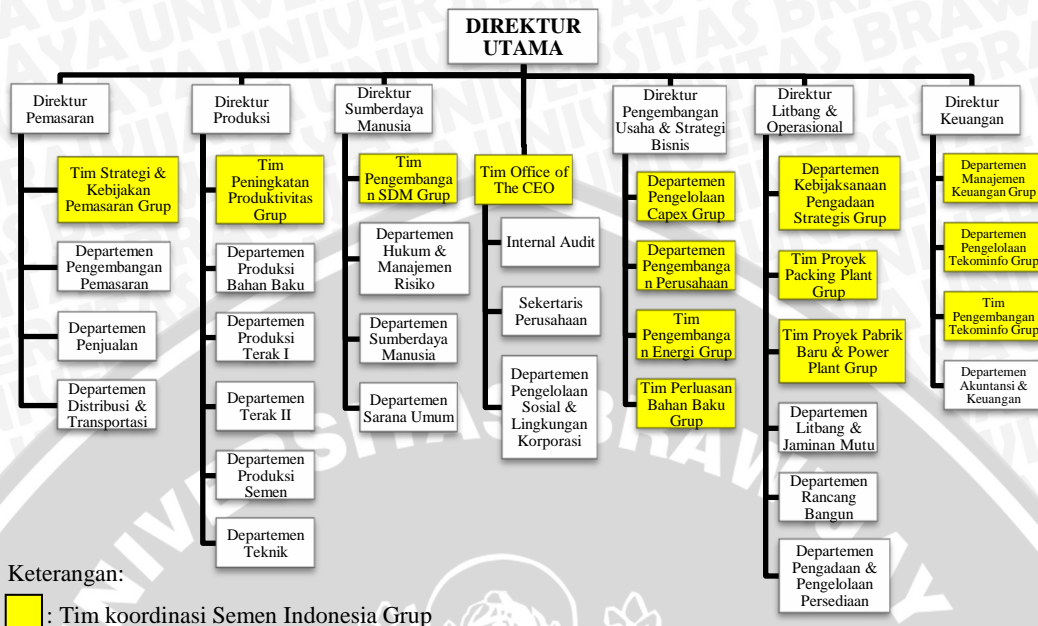 DIREKTUR
UTAMA
Direktur
Pemasaran
Tim Strategi &
Kebijakan
Pemasaran Grup
Departemen
Pengembangan
Pemasaran
Departemen
Penjualan
Departemen
Distribusi &
Transportasi
Direktur
Produksi
Tim
Peningkatan
Produktivitas
Grup
Departemen
Produksi
Bahan Baku
Departemen
Produksi
Terak I
Departemen
Terak II
Departemen
Produksi
Semen
Departemen
Teknik
Direktur
Sumberdaya
Manusia
Tim
Pengembanga
n SDM Grup
Departemen
Hukum &
Manajemen
Risiko
Departemen
Sumberdaya
Manusia
Departemen
Sarana Umum
Tim Office of
The CEO
Internal Audit
Sekertaris
Perusahaan
Departemen
Pengelolaan
Sosial &
Lingkungan
Korporasi
Direktur
Pengembangan
Usaha & Strategi
Bisnis
Departemen
Pengelolaan
Capex Grup
Departemen
Pengembanga
n Perusahaan
Tim
Pengembanga
n Energi Grup
Tim Perluasan
Bahan Baku
Grup
Direktur
Litbang &
Operasional
Departemen
Kebijaksanaan
Pengadaan
Strategis Grup
Tim Proyek
Packing Plant
Grup
Tim Proyek Pabrik
Baru & Power
Plant Grup
Departemen
Litbang &
Jaminan Mutu
Departemen
Rancang
Bangun
Departemen
Pengadaan &
Pengelolaan
Persediaan
Direktur
Keuangan
Departemen
Manajemen
Keuangan Grup
Departemen
Pengelolaan
Tekominfo Grup
Tim
Pengembangan
Tekominfo Grup
Departemen
Akuntansi &
Keuangan
Keterangan:
: Tim koordinasi Semen Indonesia Grup
UNIVERSITAS BRAWIJAYA